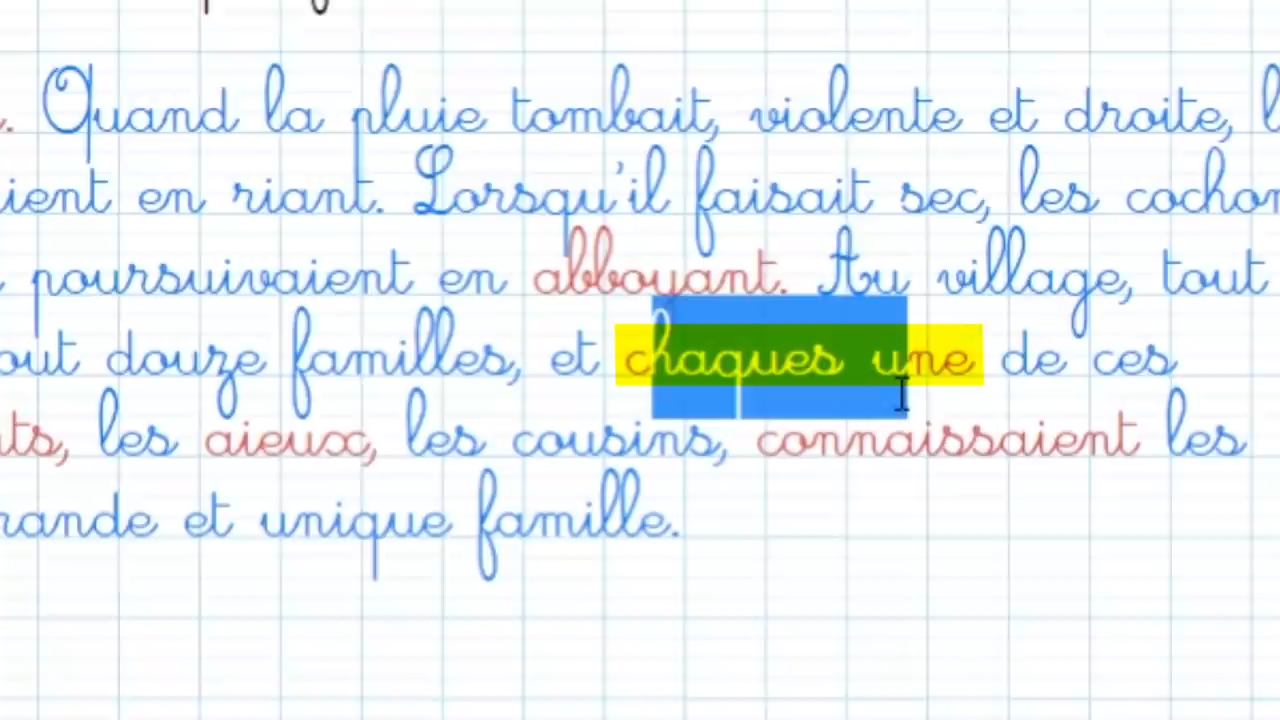 . Quand la pluie tombait, violente et droite, l
ient en riant. Lorsqu'il faisait sec, les cochon
poursuivaient en abboyant. Au village, tout
out douze familles, et chaques une de ces
ts, les aieux, les cousins, connaissaient les
rande et unique famille.